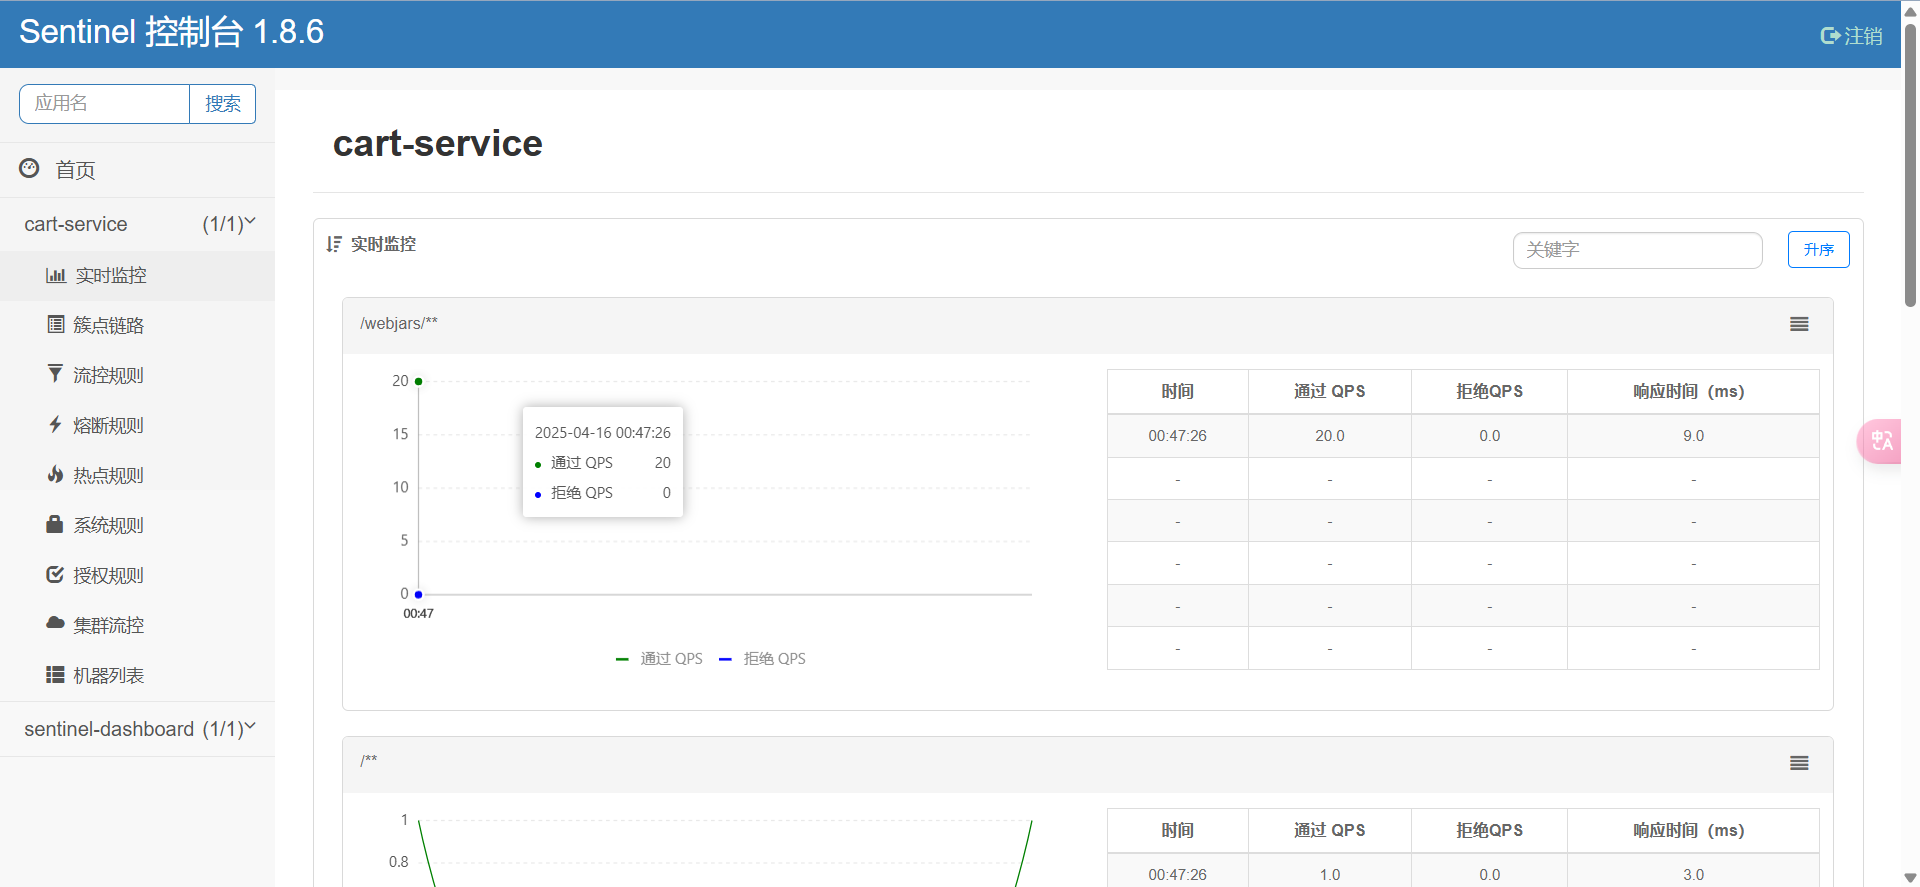 Sentinel 控制台 1.8.6
注销
应用名
搜索
首页
cart-service (1/1)
实时监控
簇点链路
流控规则
熔断规则
热点规则
系统规则
授权规则
集群流控
机器列表
sentinel-dashboard (1/1)
cart-service
实时监控
关键字
升序
/webjars/**
20
15
10
5
0
00:47
2025-04-16 00:47:26
通过 QPS 20
拒绝 QPS 0
通过 QPS 拒绝 QPS
时间 通过 QPS 拒绝QPS 响应时间（ms）
00:47:26 20.0 0.0 9.0
- - - -
- - - -
- - - -
- - - -
- - - -
中A
/**
1
0.8
时间 通过 QPS 拒绝QPS 响应时间（ms）
00:47:26 1.0 0.0 3.0